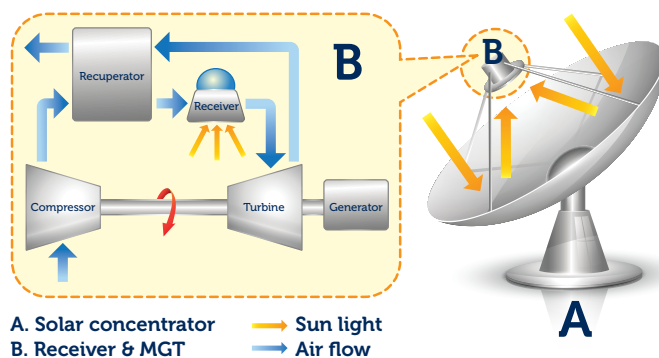 B
Recuperator
Receiver
Compressor
Turbine
Generator
B
A
A. Solar concentrator
Sun light
B. Receiver & MGT
Air flow